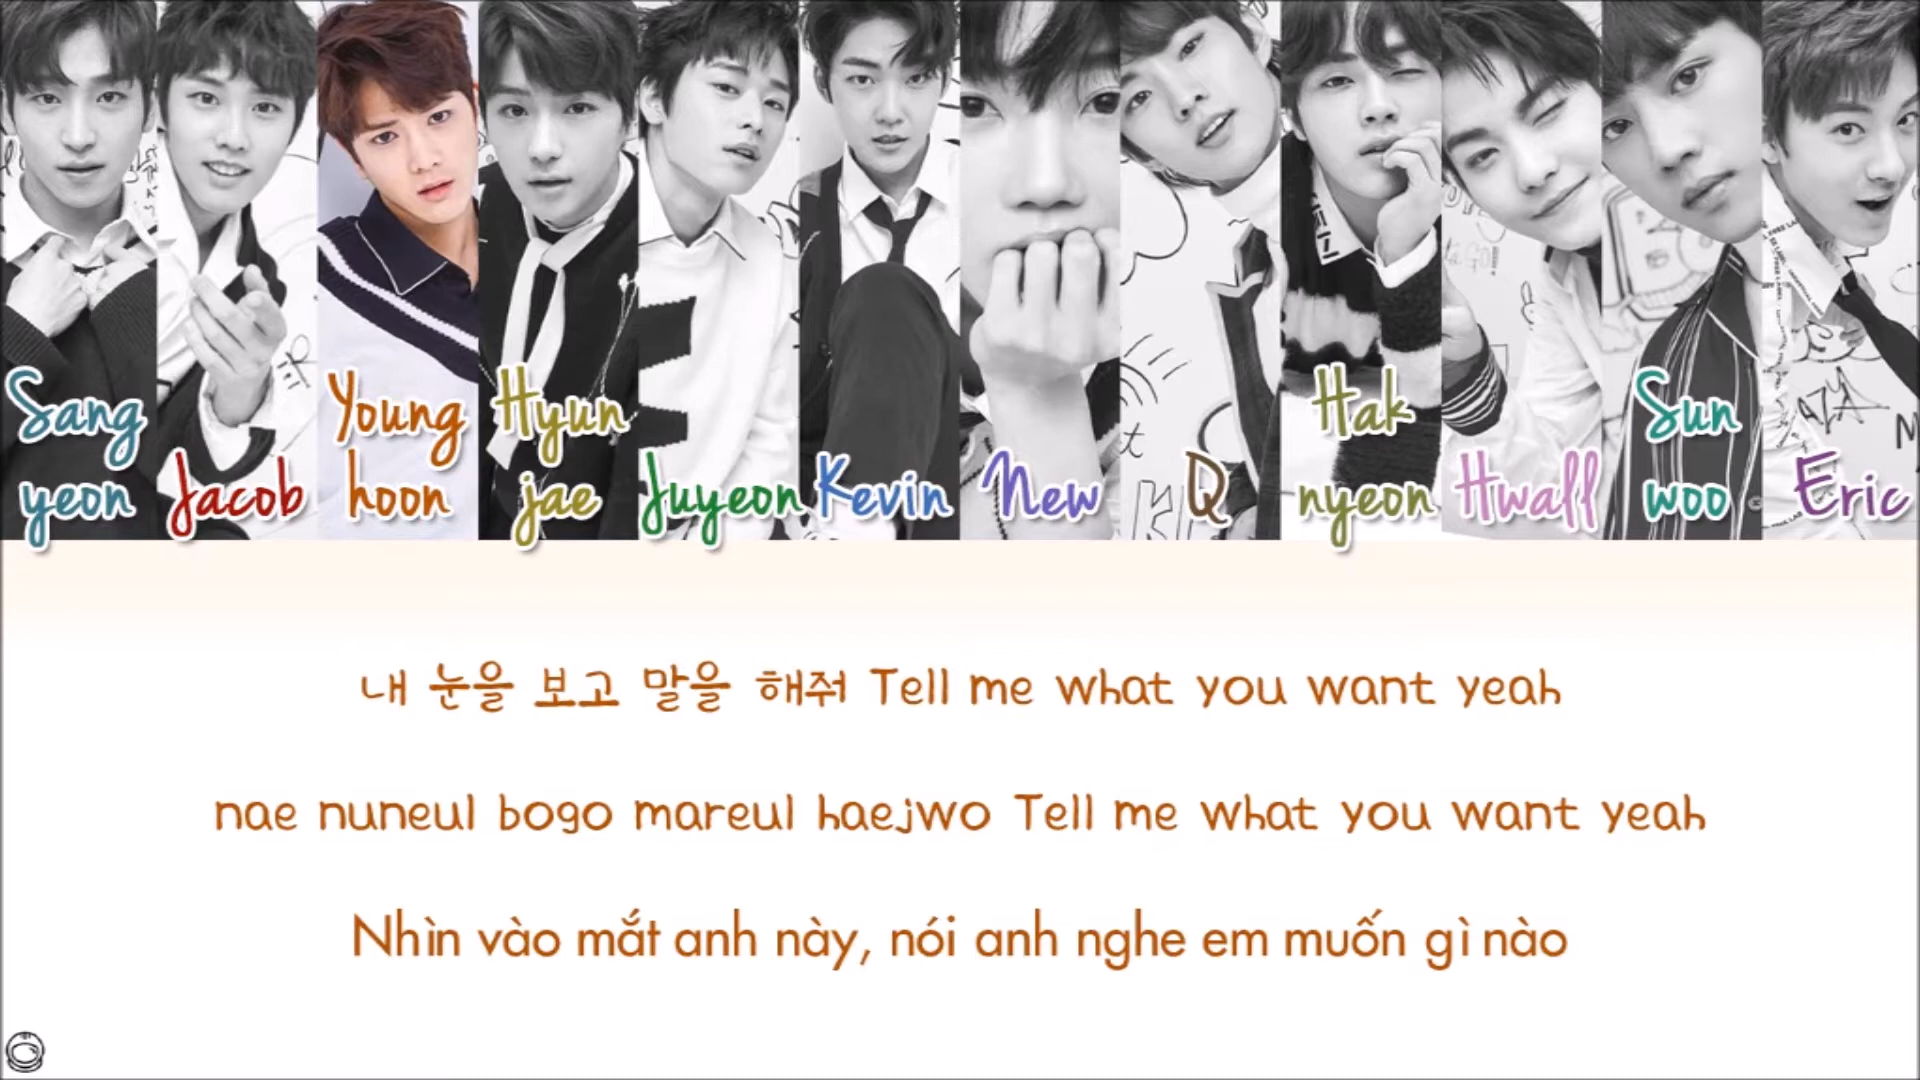 Sang
yeon
Jacob
Young
hoon
Hyun
jae
Juyeon
Kevin
New
Q
Hak
nyeon
Hwall
Sun
woo
Eric
내 눈을 보고 말을 해줘 Tell me what you want yeah
nae nuneul bogo mareul haejwo Tell me what you want yeah
Nhìn vào mắt anh này, nói anh nghe em muốn gì nào